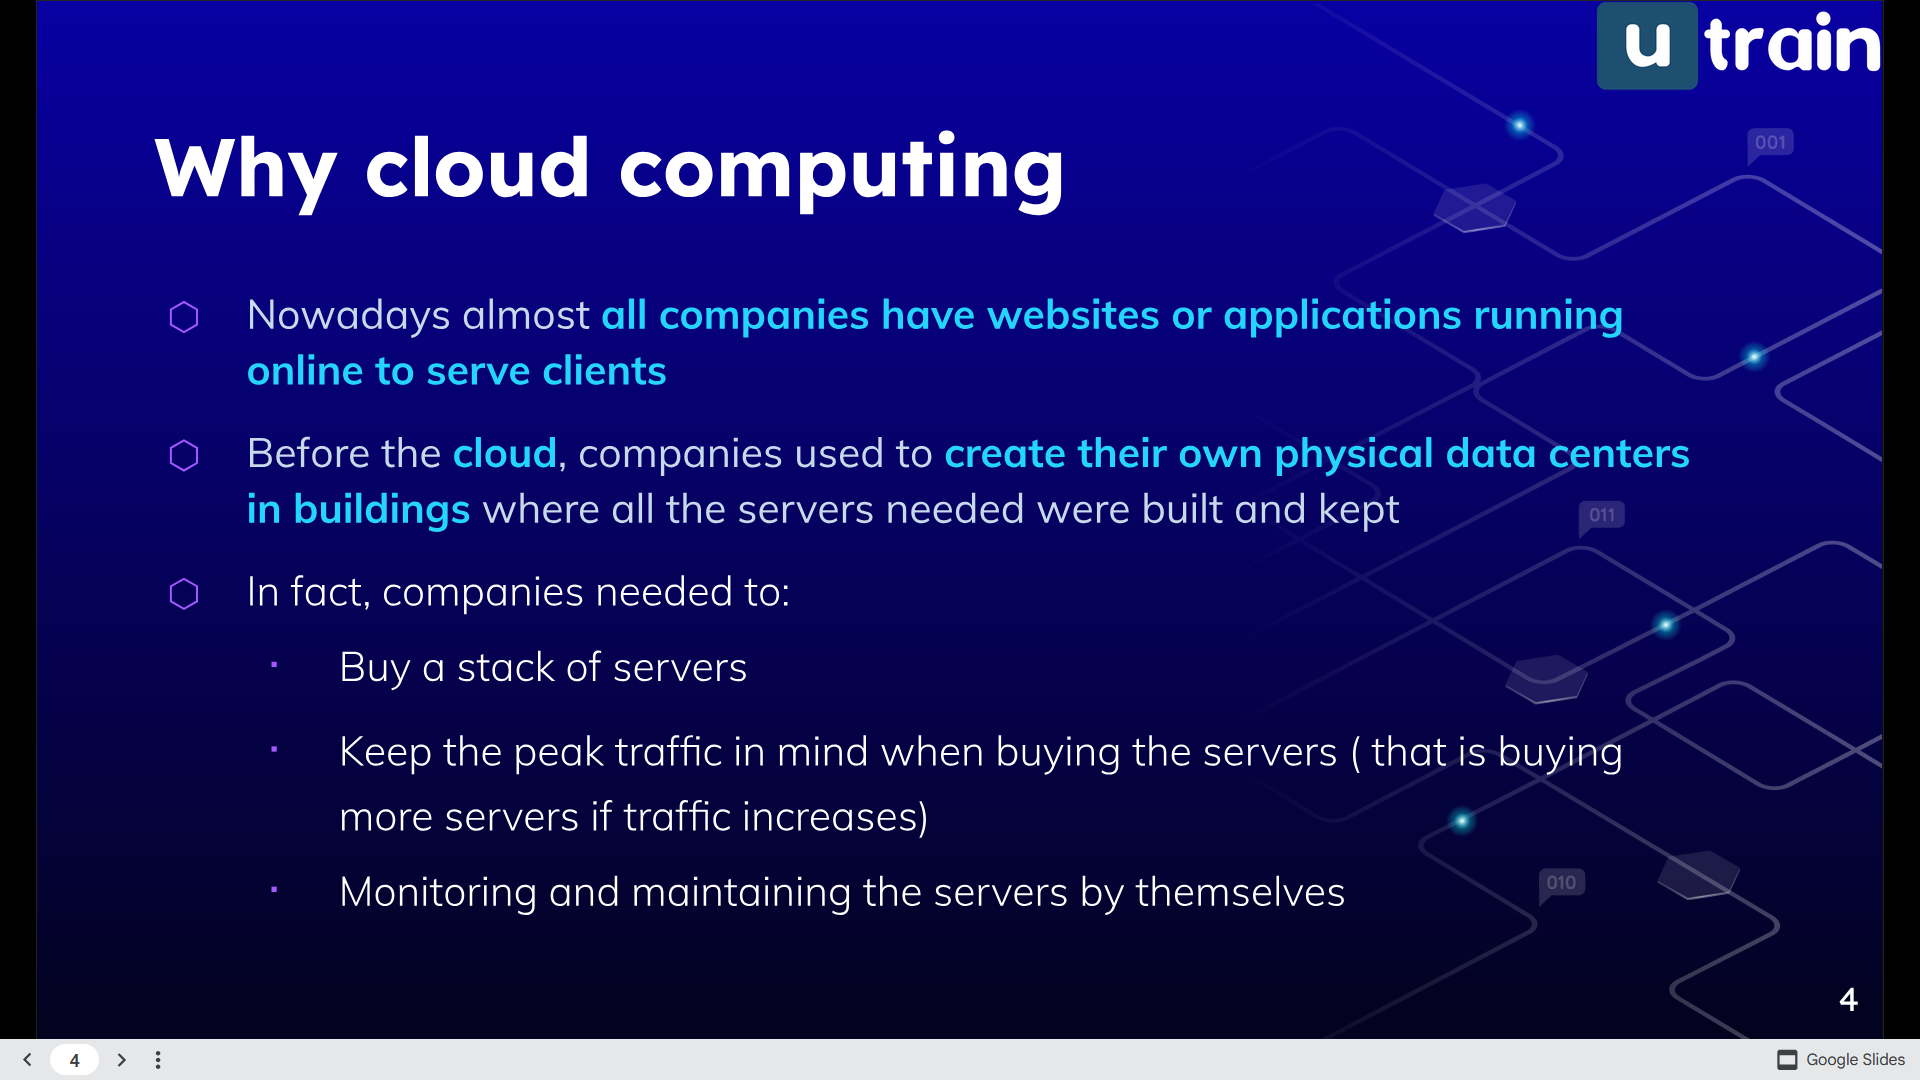 u train
Why cloud computing
001
Nowadays almost all companies have websites or applications running
online to serve clients
Before the cloud, companies used to create their own physical data centers
in buildings where all the servers needed were built and kept
011
In fact, companies needed to:
Buy a stack of servers
Keep the peak traffic in mind when buying the servers ( that is buying
more servers if traffic increases)
Monitoring and maintaining the servers by themselves
010
4
4
Google Slides